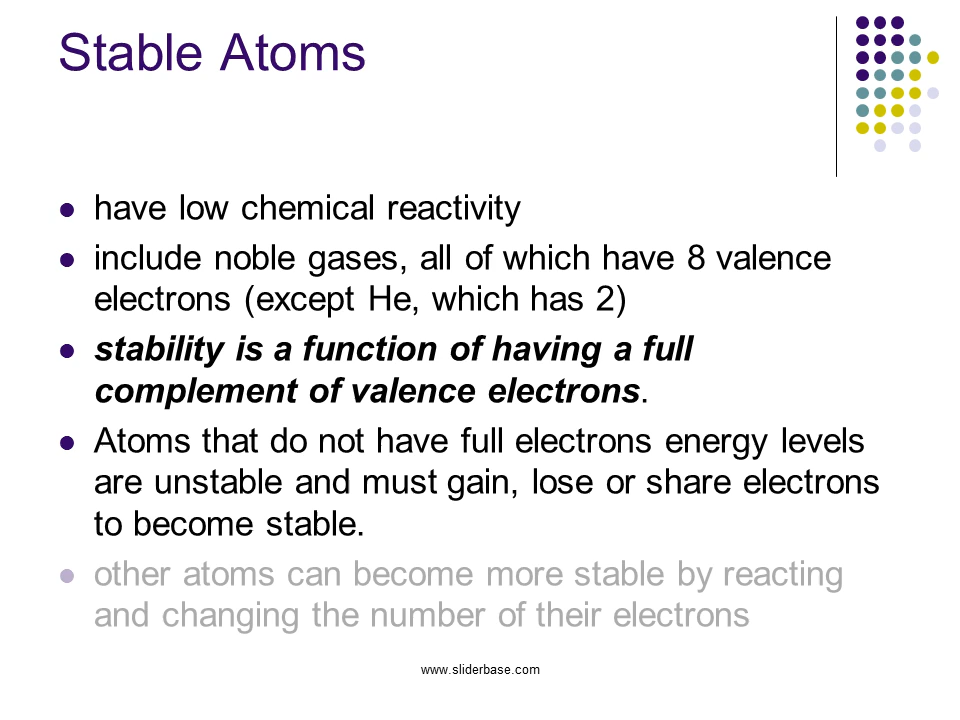 Stable Atoms
have low chemical reactivity
include noble gases, all of which have 8 valence
electrons (except He, which has 2)
stability is a function of having a full
complement of valence electrons.
Atoms that do not have full electrons energy levels
are unstable and must gain, lose or share electrons
to become stable.
other atoms can become more stable by reacting
and changing the number of their electrons
www.sliderbase.com